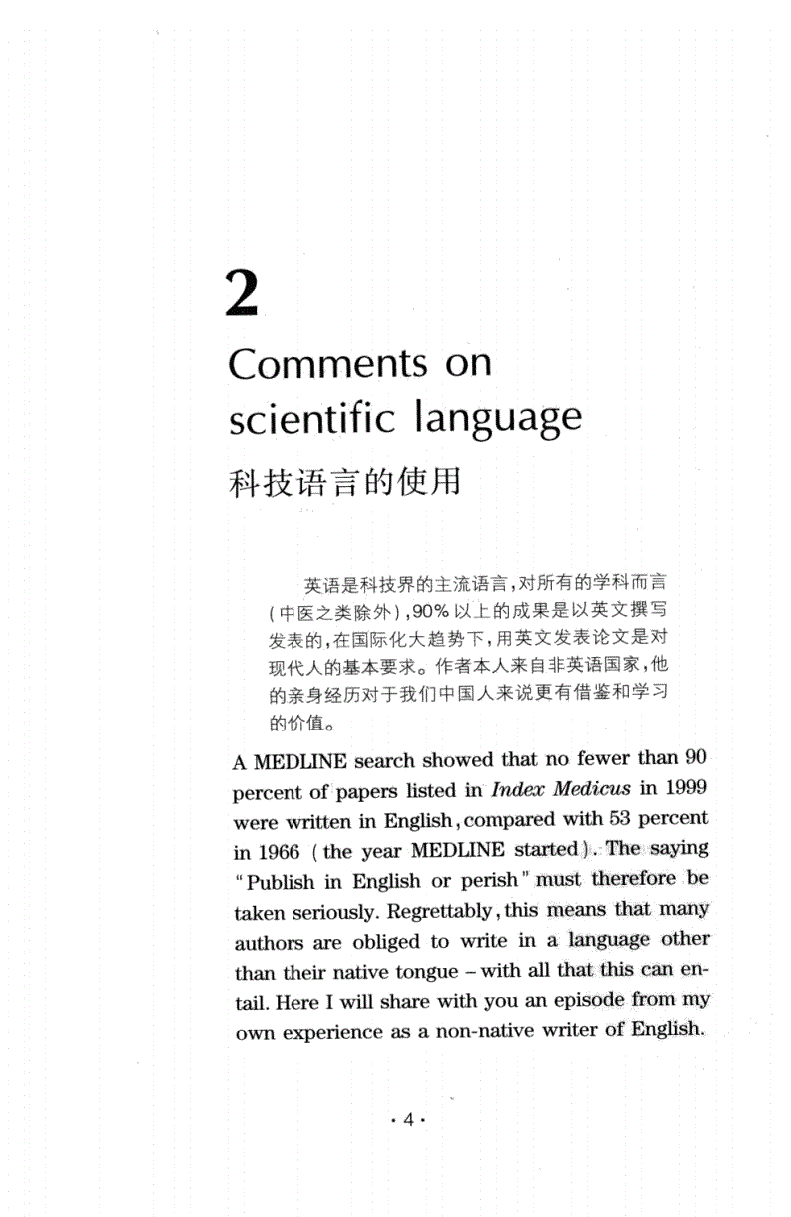 2
Comments on
scientific language
科技语言的使用
英语是科技界的主流语言,对所有的学科而言
(中医之类除外),90%以上的成果是以英文撰写
发表的,在国际化大趋势下,用英文发表论文是对
现代人的基本要求。作者本人来自非英语国家,他
的亲身经历对于我们中国人来说更有借鉴和学习
的价值。
A MEDLINE search showed that no fewer than 90
percent of papers listed in Index Medicus in 1999
were written in English, compared with 53 percent
in 1966 (the year MEDLINE started). The saying
"Publish in English or perish" must therefore be
taken seriously. Regrettably, this means that many
authors are obliged to write in a language other
than their native tongue – with all that this can en-
tail. Here I will share with you an episode from my
own experience as a non-native writer of English.
· 4 ·